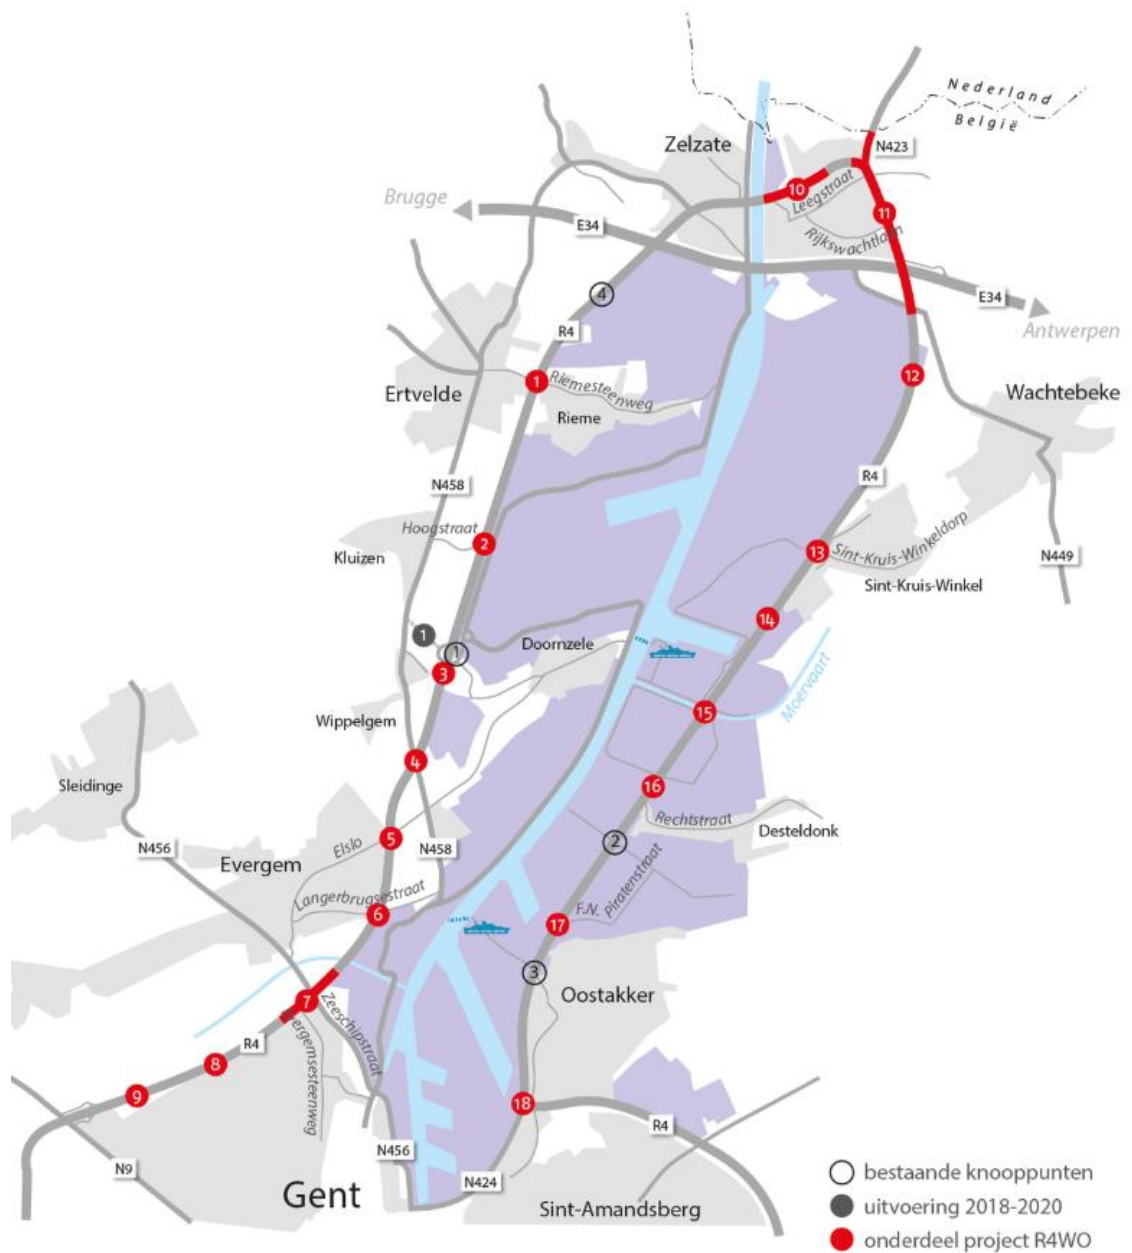 Nederland
België
Zelzate
N423
10
Leegstraat
Brugge
11
Rijkswachtlaan
E34
4
E34
R4
Antwerpen
12
1
Riemesteenweg
Ertvelde
Rieme
Wachtebeke
R4
N458
Hoogstraat
2
13
Sint-Kruis-Winkeldorp
Kluizen
N449
Sint-Kruis-Winkel
14
1
1
Doornzele
3
Moervaart
15
Wippelgem
4
16
Sleidinge
Rechtstraat
Desteldonk
5
2
N456
Elslo
N458
Evergem
F.N. Piratenstraat
Langerbrugsestraat
6
17
3
Oostakker
7
Zeeschipstraat
R4
8
Evergemsesteenweg
9
18
R4
N456
N9
N424
Gent
Sint-Amandsberg
bestaande knooppunten
uitvoering 2018-2020
onderdeel project R4WO